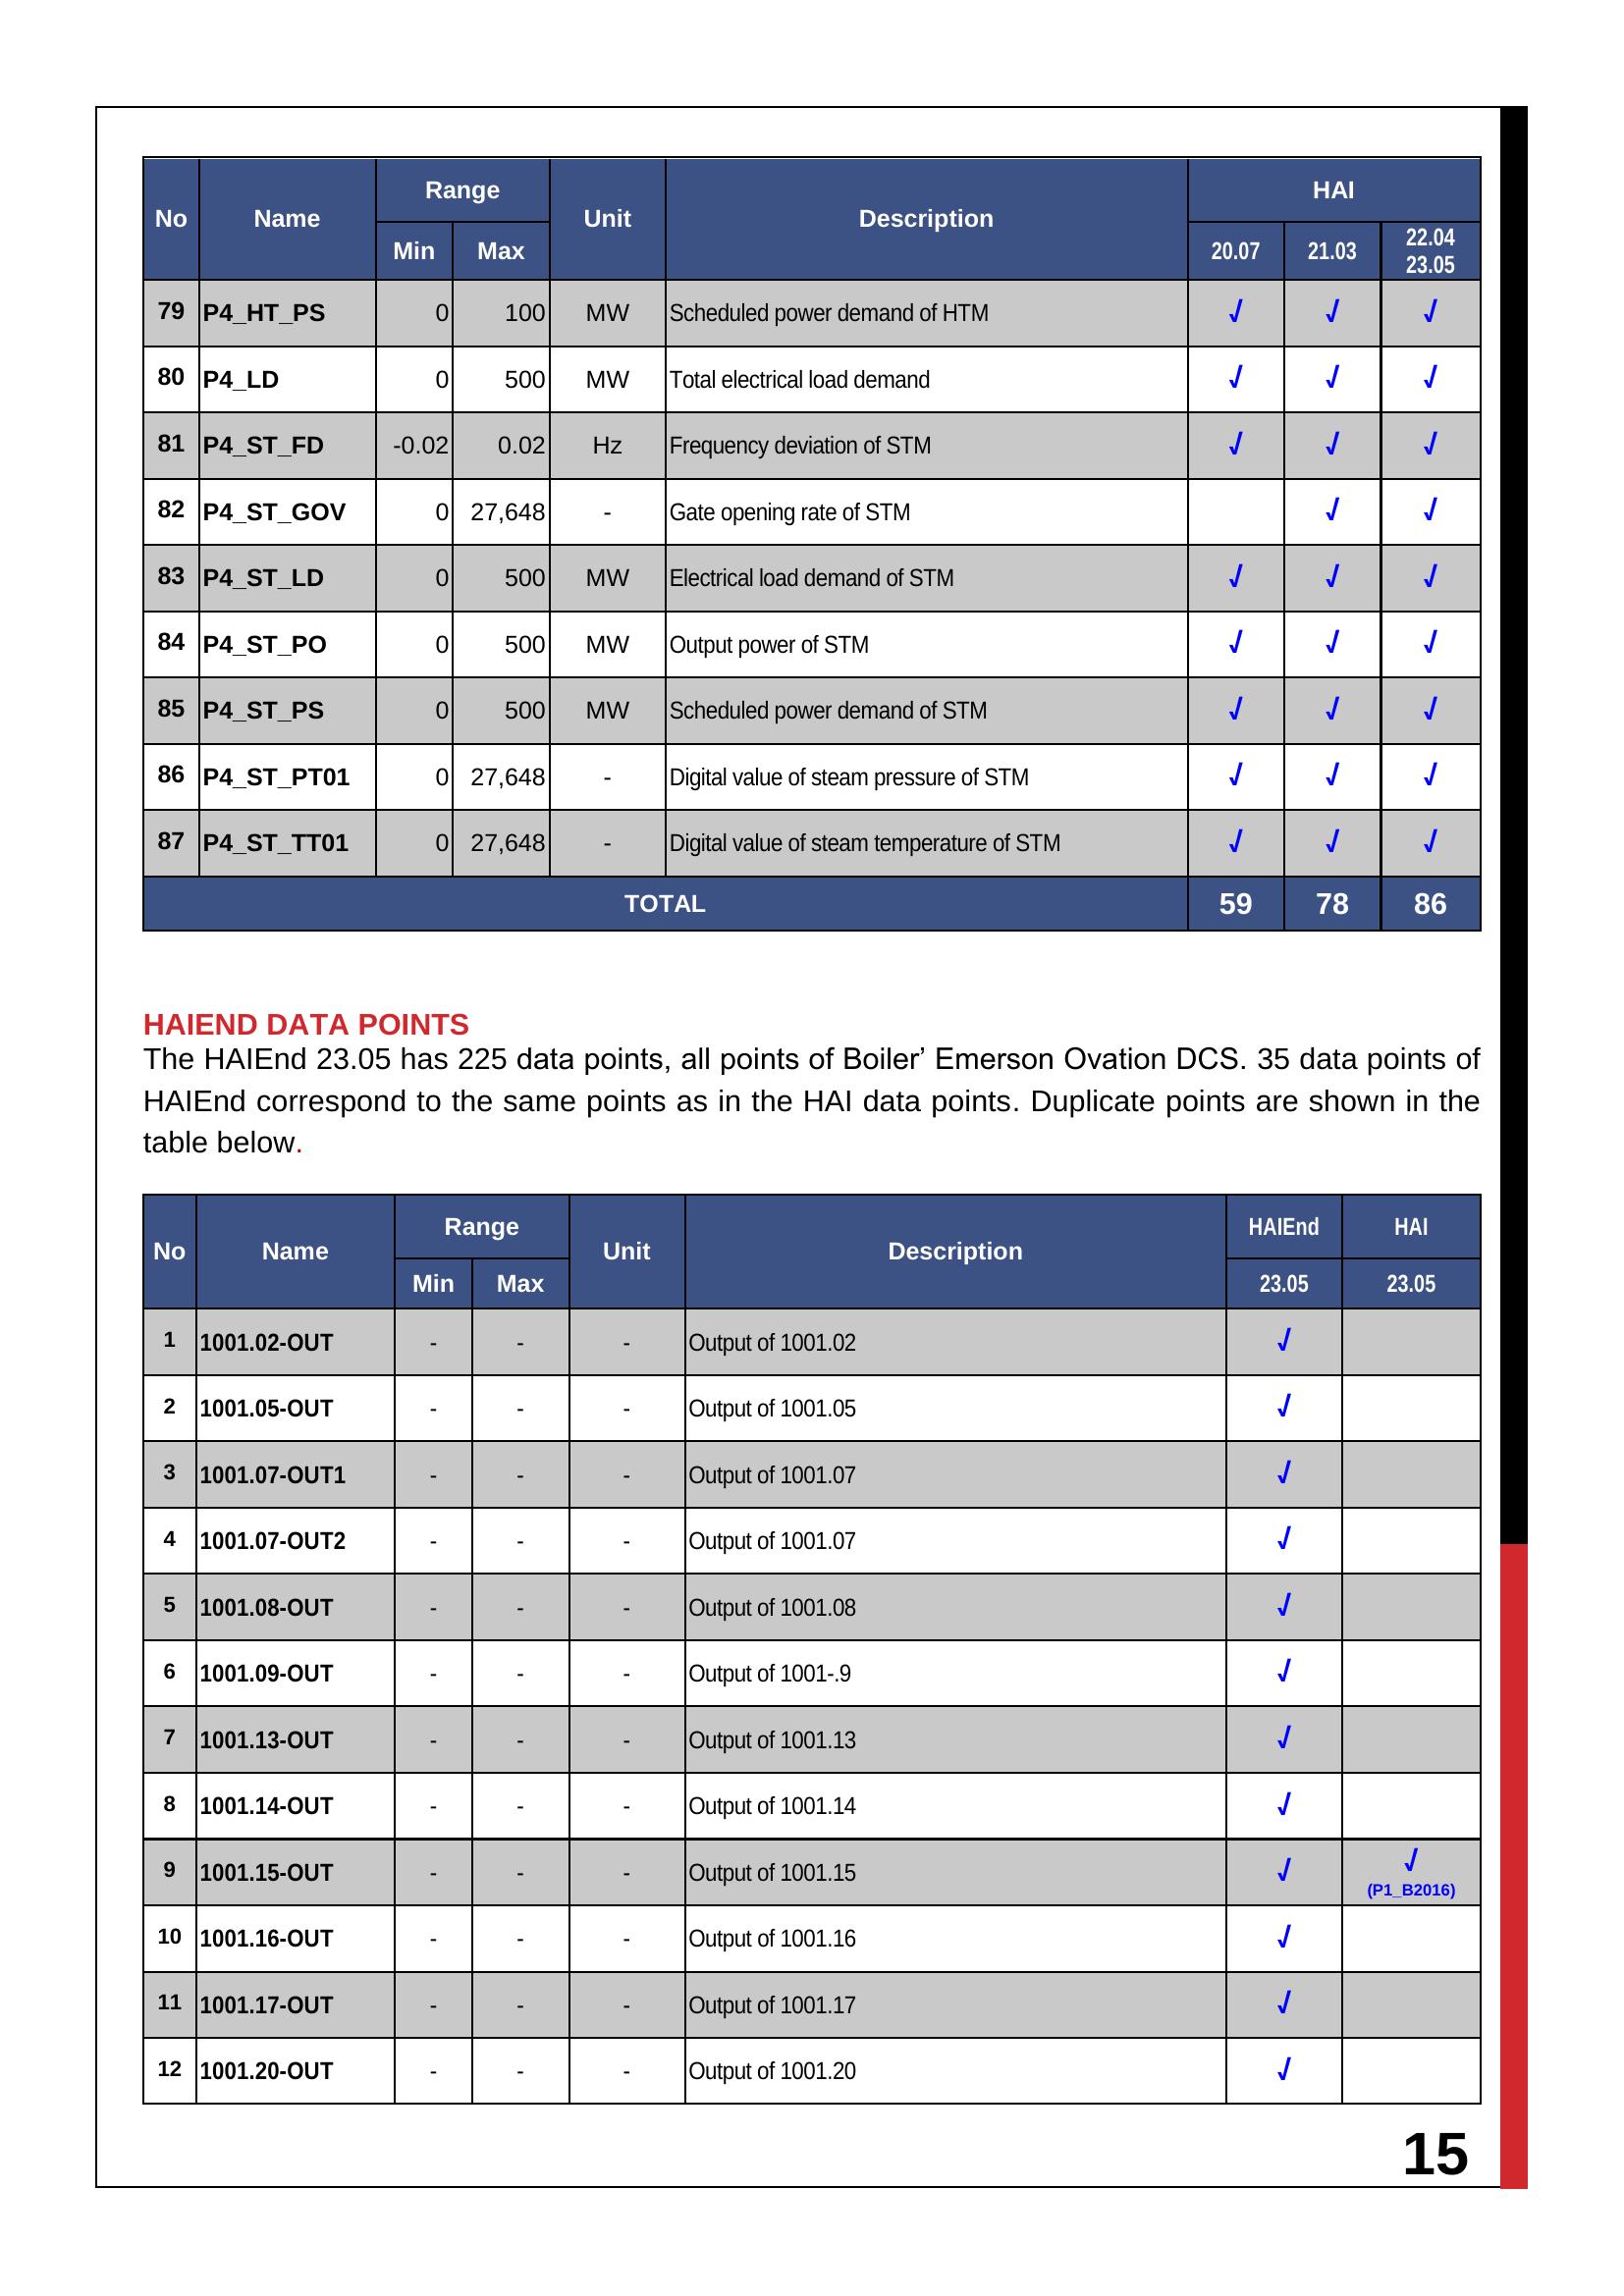 No Name Range Unit Description HAI
Min Max 20.07 21.03 22.04 23.05
79 P4_HT_PS 0 100 MW Scheduled power demand of HTM √ √ √
80 P4_LD 0 500 MW Total electrical load demand √ √ √
81 P4_ST_FD -0.02 0.02 Hz Frequency deviation of STM √ √ √
82 P4_ST_GOV 0 27,648 - Gate opening rate of STM √ √
83 P4_ST_LD 0 500 MW Electrical load demand of STM √ √ √
84 P4_ST_PO 0 500 MW Output power of STM √ √ √
85 P4_ST_PS 0 500 MW Scheduled power demand of STM √ √ √
86 P4_ST_PT01 0 27,648 - Digital value of steam pressure of STM √ √ √
87 P4_ST_TT01 0 27,648 - Digital value of steam temperature of STM √ √ √
TOTAL 59 78 86
HAIEND DATA POINTS
The HAIEnd 23.05 has 225 data points, all points of Boiler’ Emerson Ovation DCS. 35 data points of
HAIEnd correspond to the same points as in the HAI data points. Duplicate points are shown in the
table below.
No Name Range Unit Description HAIEnd HAI
Min Max 23.05 23.05
1 1001.02-OUT - - - Output of 1001.02 √
2 1001.05-OUT - - - Output of 1001.05 √
3 1001.07-OUT1 - - - Output of 1001.07 √
4 1001.07-OUT2 - - - Output of 1001.07 √
5 1001.08-OUT - - - Output of 1001.08 √
6 1001.09-OUT - - - Output of 1001-.9 √
7 1001.13-OUT - - - Output of 1001.13 √
8 1001.14-OUT - - - Output of 1001.14 √
9 1001.15-OUT - - - Output of 1001.15 √ √ (P1_B2016)
10 1001.16-OUT - - - Output of 1001.16 √
11 1001.17-OUT - - - Output of 1001.17 √
12 1001.20-OUT - - - Output of 1001.20 √
15